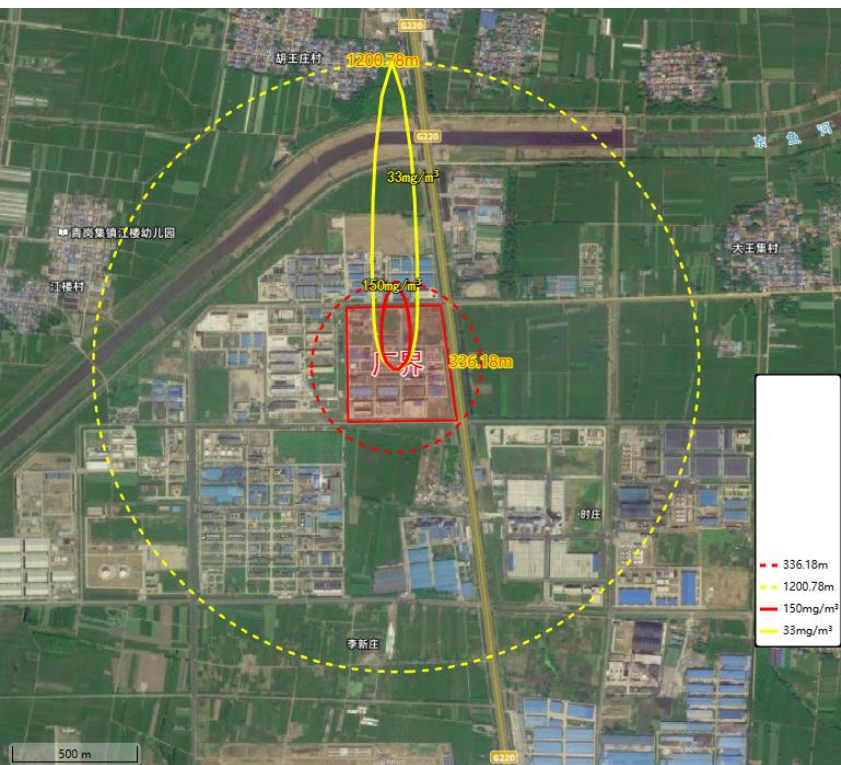 G220
胡王庄村
1200.78m
G220
东鱼河
33mg/m³
青岗集镇江楼幼儿园
大王集村
江楼村
150mg/m³
厂界
336.18m
时庄
336.18m
1200.78m
150mg/m³
33mg/m³
李新庄
500 m
G220